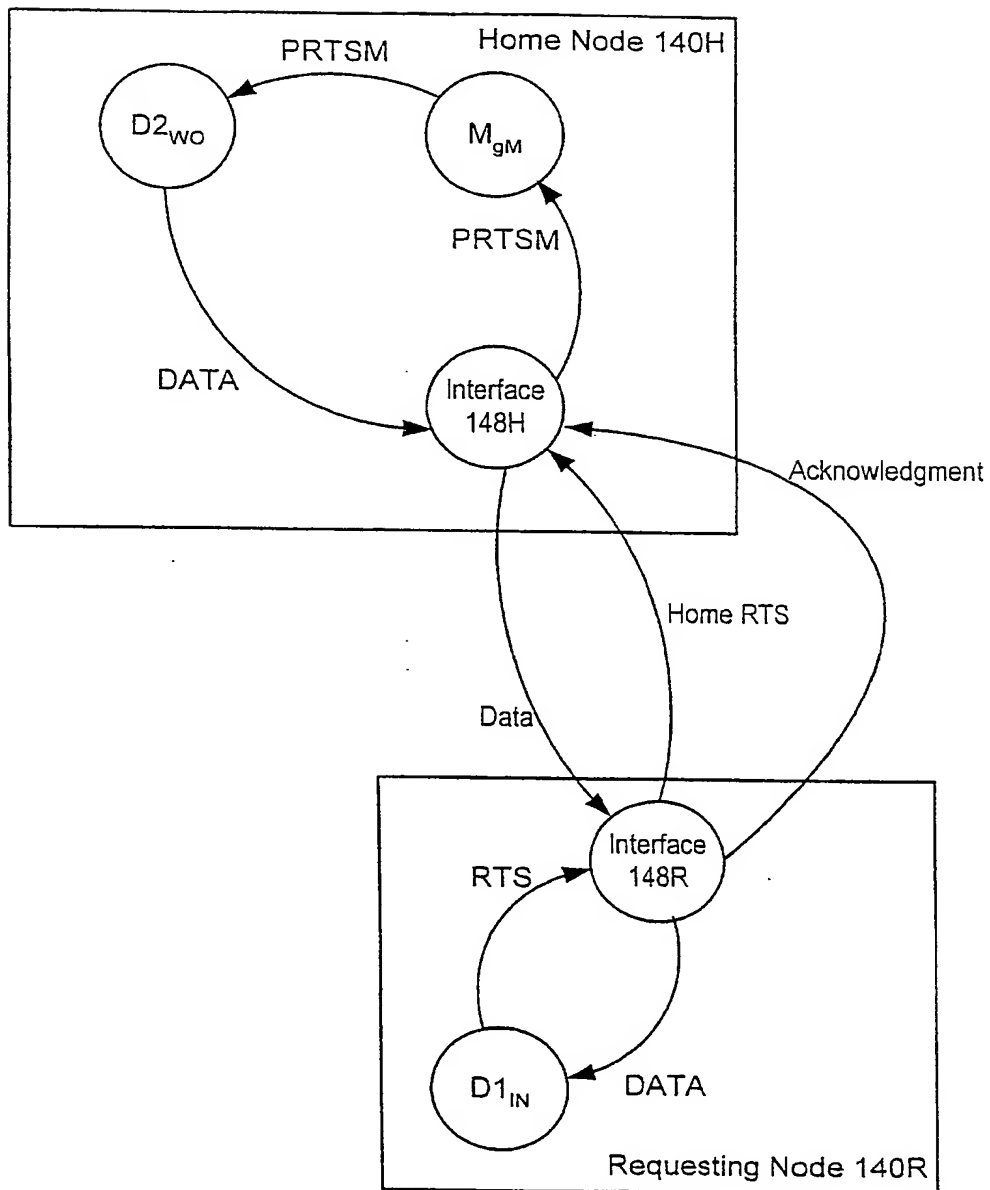 Home Node 140H
PRTSM
D2WO
MgM
PRTSM
DATA
Interface
148H
Acknowledgment
Home RTS
Data
Interface
148R
RTS
D1IN
DATA
Requesting Node 140R